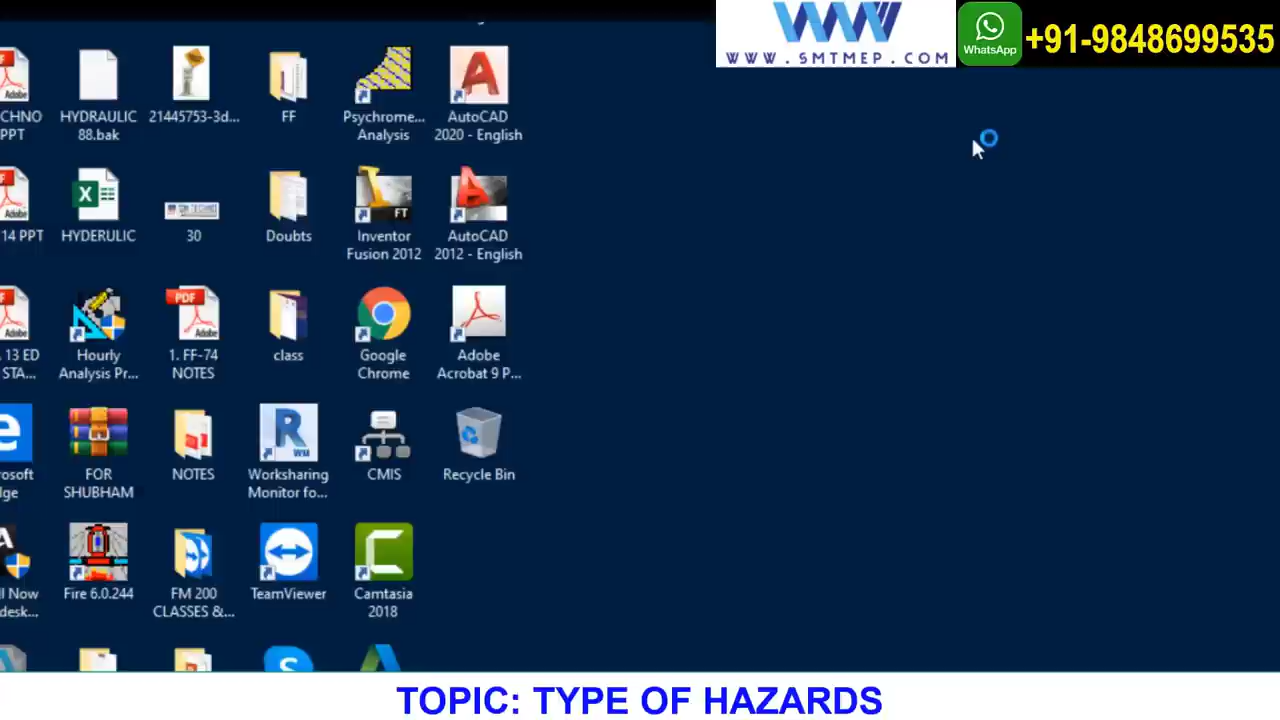 WWW.SMTMEP.COM
WhatsApp
+91-9848699535
CHNO
PPT
HYDRAULIC
88.bak
21445753-3d...
FF
Psychrome...
Analysis
AutoCAD
2020 - English
14 PPT
HYDERULIC
30
Doubts
Inventor
Fusion 2012
AutoCAD
2012 - English
13 ED
STA...
Hourly
Analysis Pr...
1. FF-74
NOTES
class
Google
Chrome
Adobe
Acrobat 9 P...
rosoft
dge
FOR
SHUBHAM
NOTES
Worksharing
Monitor fo...
CMIS
Recycle Bin
ll Now
desk...
Fire 6.0.244
FM 200
CLASSES &...
TeamViewer
Camtasia
2018
TOPIC: TYPE OF HAZARDS